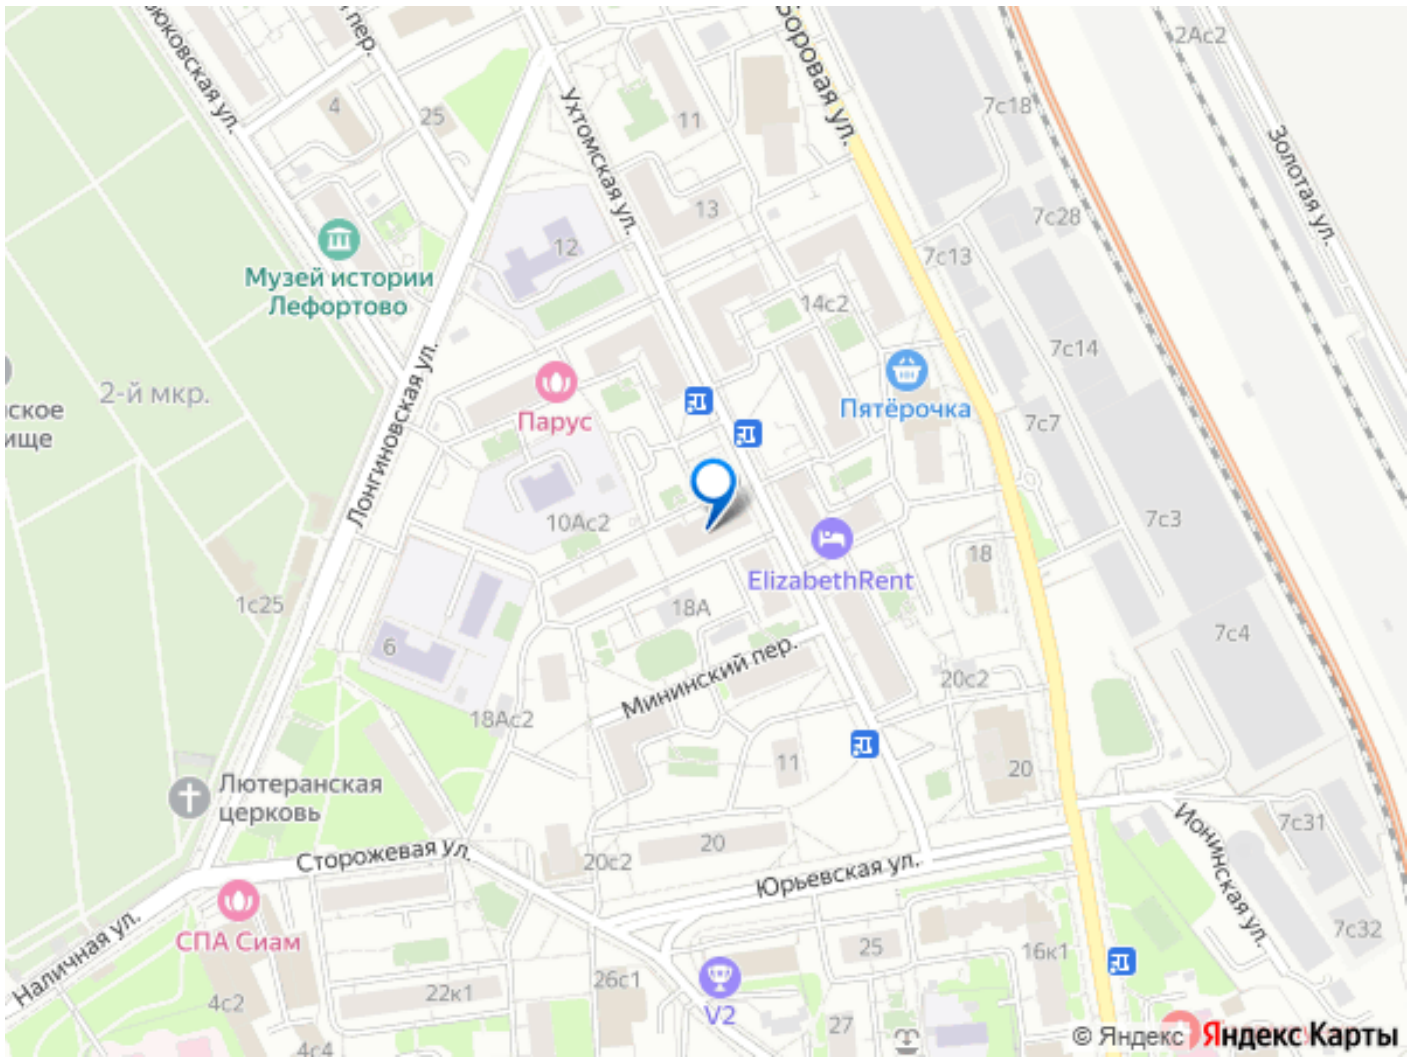 2Ас2
Боровая ул.
пер.
7с18
4
25
Ухтомская ул.
11
Золотая ул.
13
7с28
12
7с13
Музей истории
Лефортово
14с2
7с14
2-й мкр.
Парус
Пятёрочка
ское
ище
7с7
Лонгиновская ул.
10Ас2
7с3
ElizabethRent
18
1с25
18А
7с4
6
Мининский пер.
20с2
18Ас2
11
20
Лютеранская
церковь
Ионинская ул.
7с31
Сторожевая ул.
20с2
20
Юрьевская ул.
Наличная ул.
СПА Сиам
25
16к1
7с32
4с2
22к1
26с1
V2
27
4с4
© Яндекс
Яндекс Карты